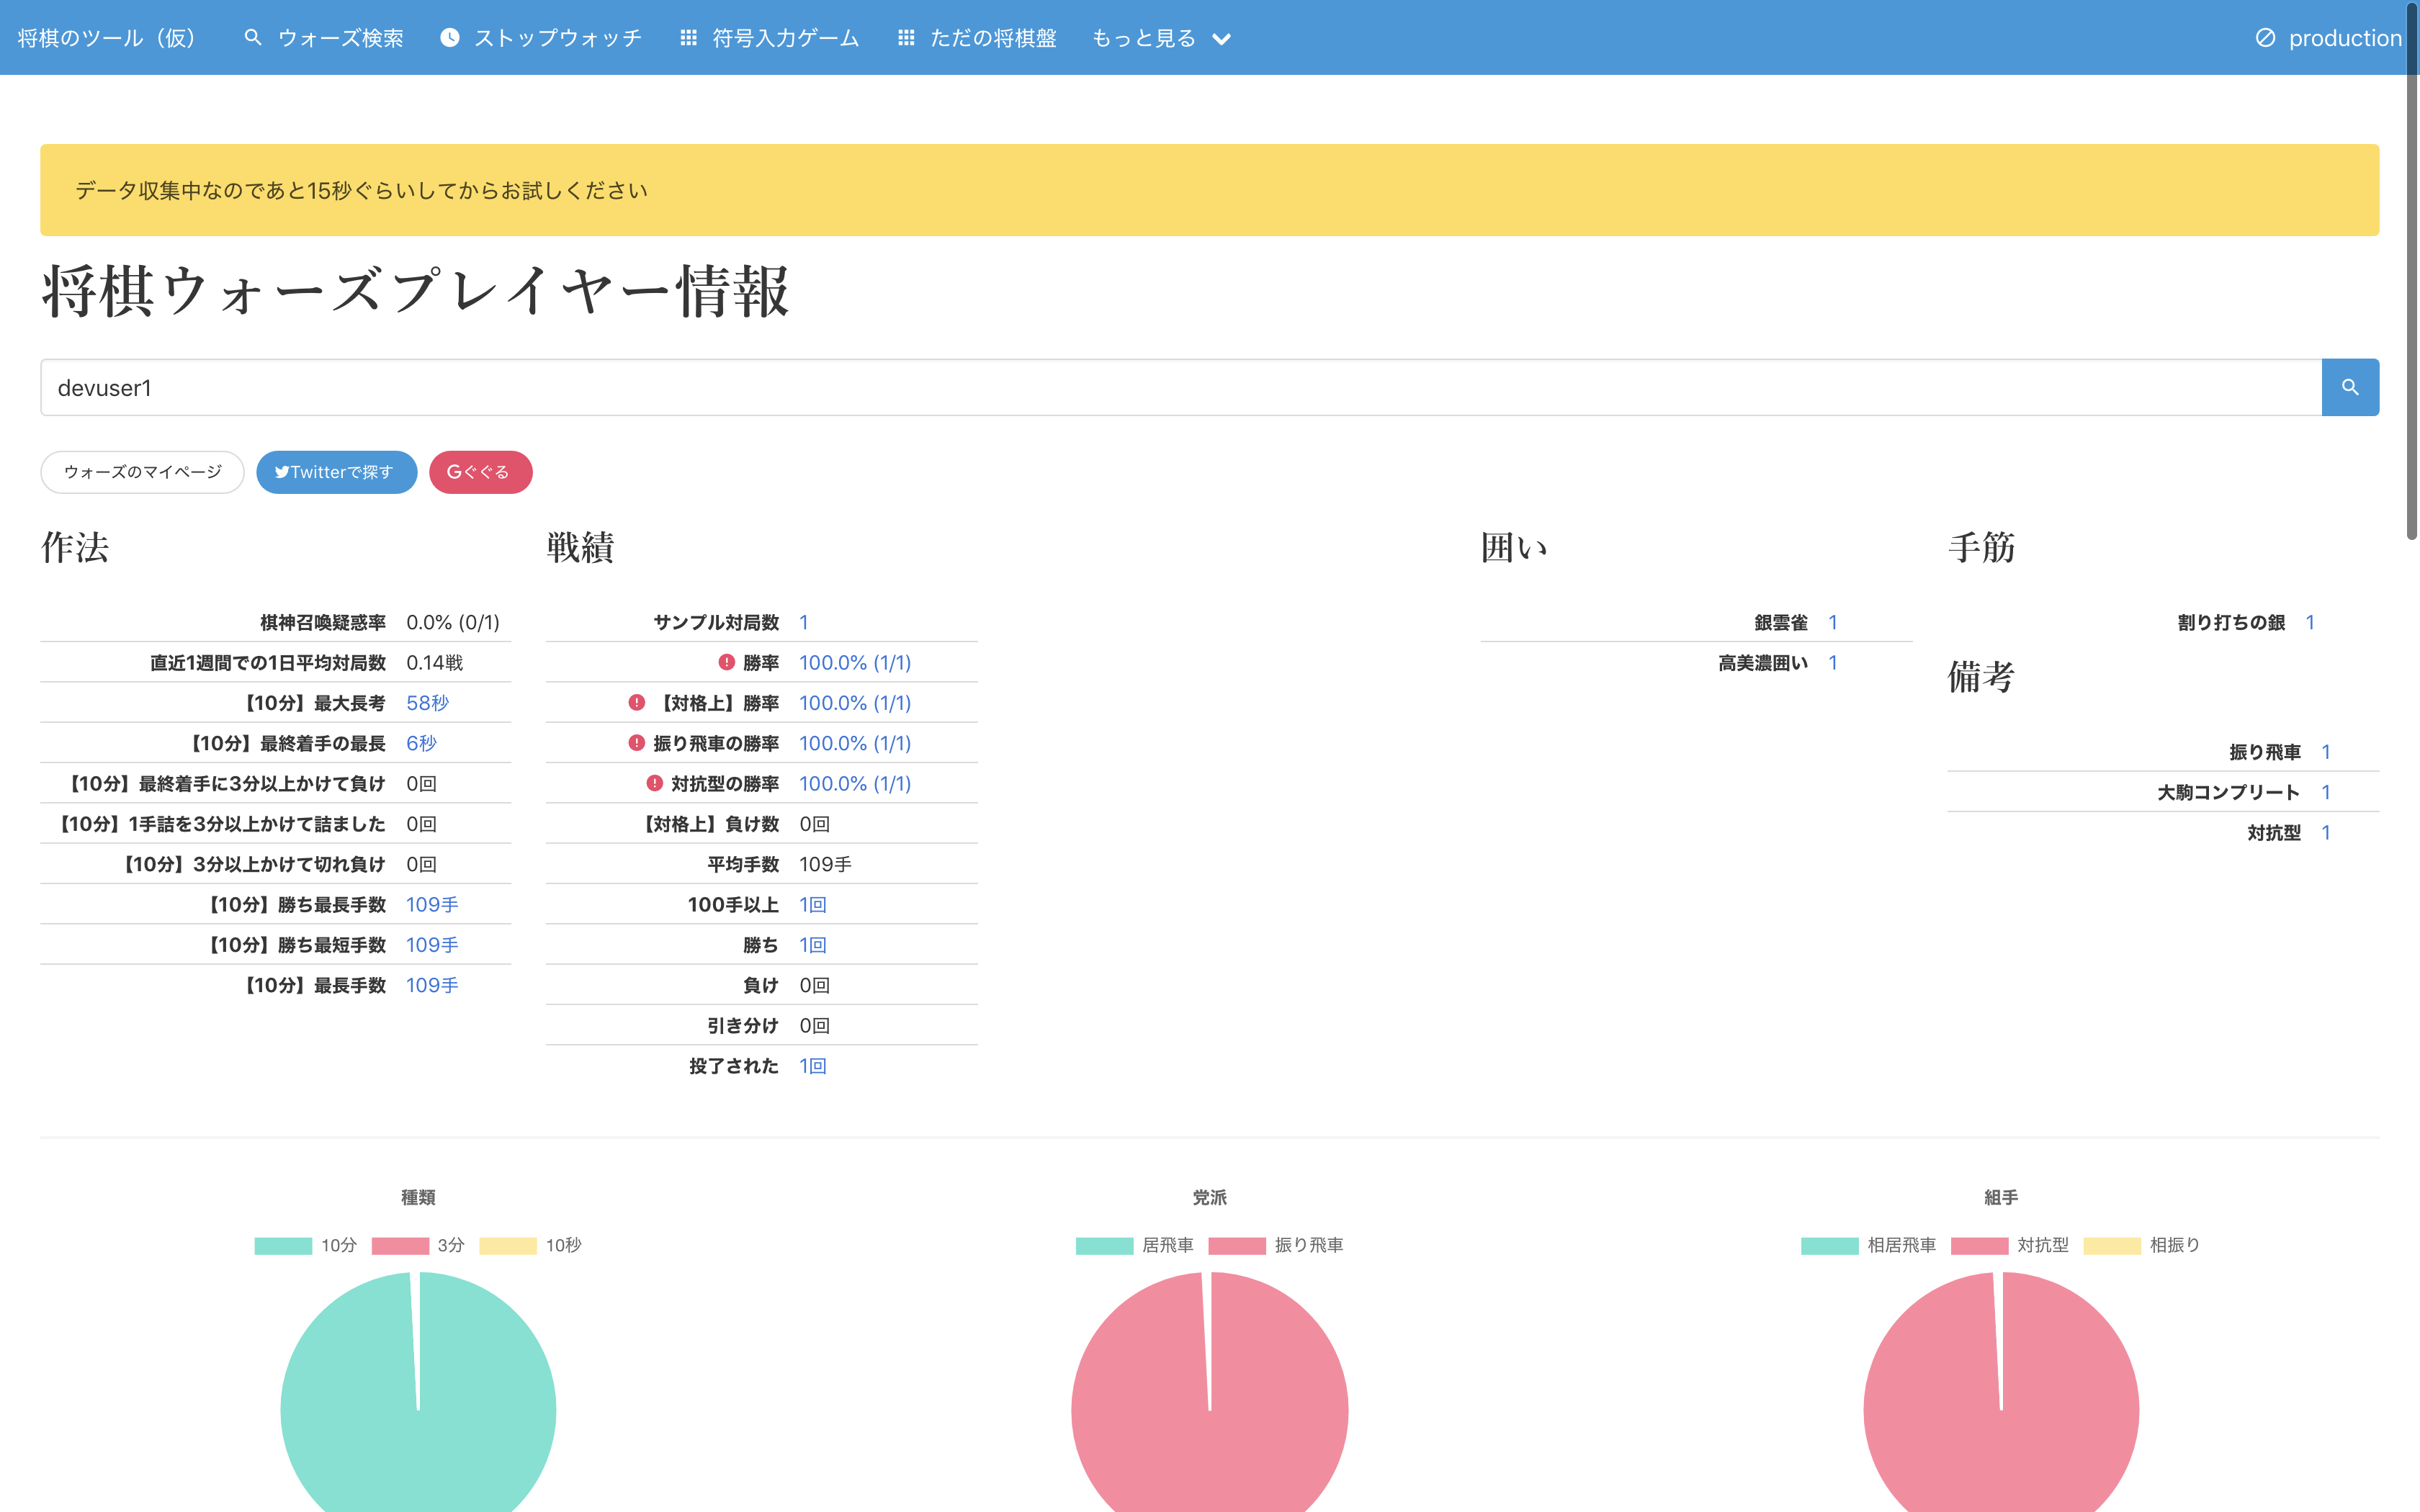 将棋のツール（仮） ウォーズ検索 ストップウォッチ 符号入力ゲーム ただの将棋盤 もっと見る production
データ収集中なのであと15秒ぐらいしてからお試しください
将棋ウォーズプレイヤー情報
devuser1
ウォーズのマイページ Twitterで探す Gぐぐる
作法
棋神召喚疑惑率 0.0% (0/1)
直近1週間での1日平均対局数 0.14戦
【10分】最大長考 58秒
【10分】最終着手の最長 6秒
【10分】最終着手に3分以上かけて負け 0回
【10分】1手詰を3分以上かけて詰ました 0回
【10分】3分以上かけて切れ負け 0回
【10分】勝ち最長手数 109手
【10分】勝ち最短手数 109手
【10分】最長手数 109手
戦績
サンプル対局数 1
勝率 100.0% (1/1)
【対格上】勝率 100.0% (1/1)
振り飛車の勝率 100.0% (1/1)
対抗型の勝率 100.0% (1/1)
【対格上】負け数 0回
平均手数 109手
100手以上 1回
勝ち 1回
負け 0回
引き分け 0回
投了された 1回
囲い
銀雲雀 1
高美濃囲い 1
手筋
割り打ちの銀 1
備考
振り飛車 1
大駒コンプリート 1
対抗型 1
種類
10分 3分 10秒
党派
居飛車 振り飛車
組手
相居飛車 対抗型 相振り